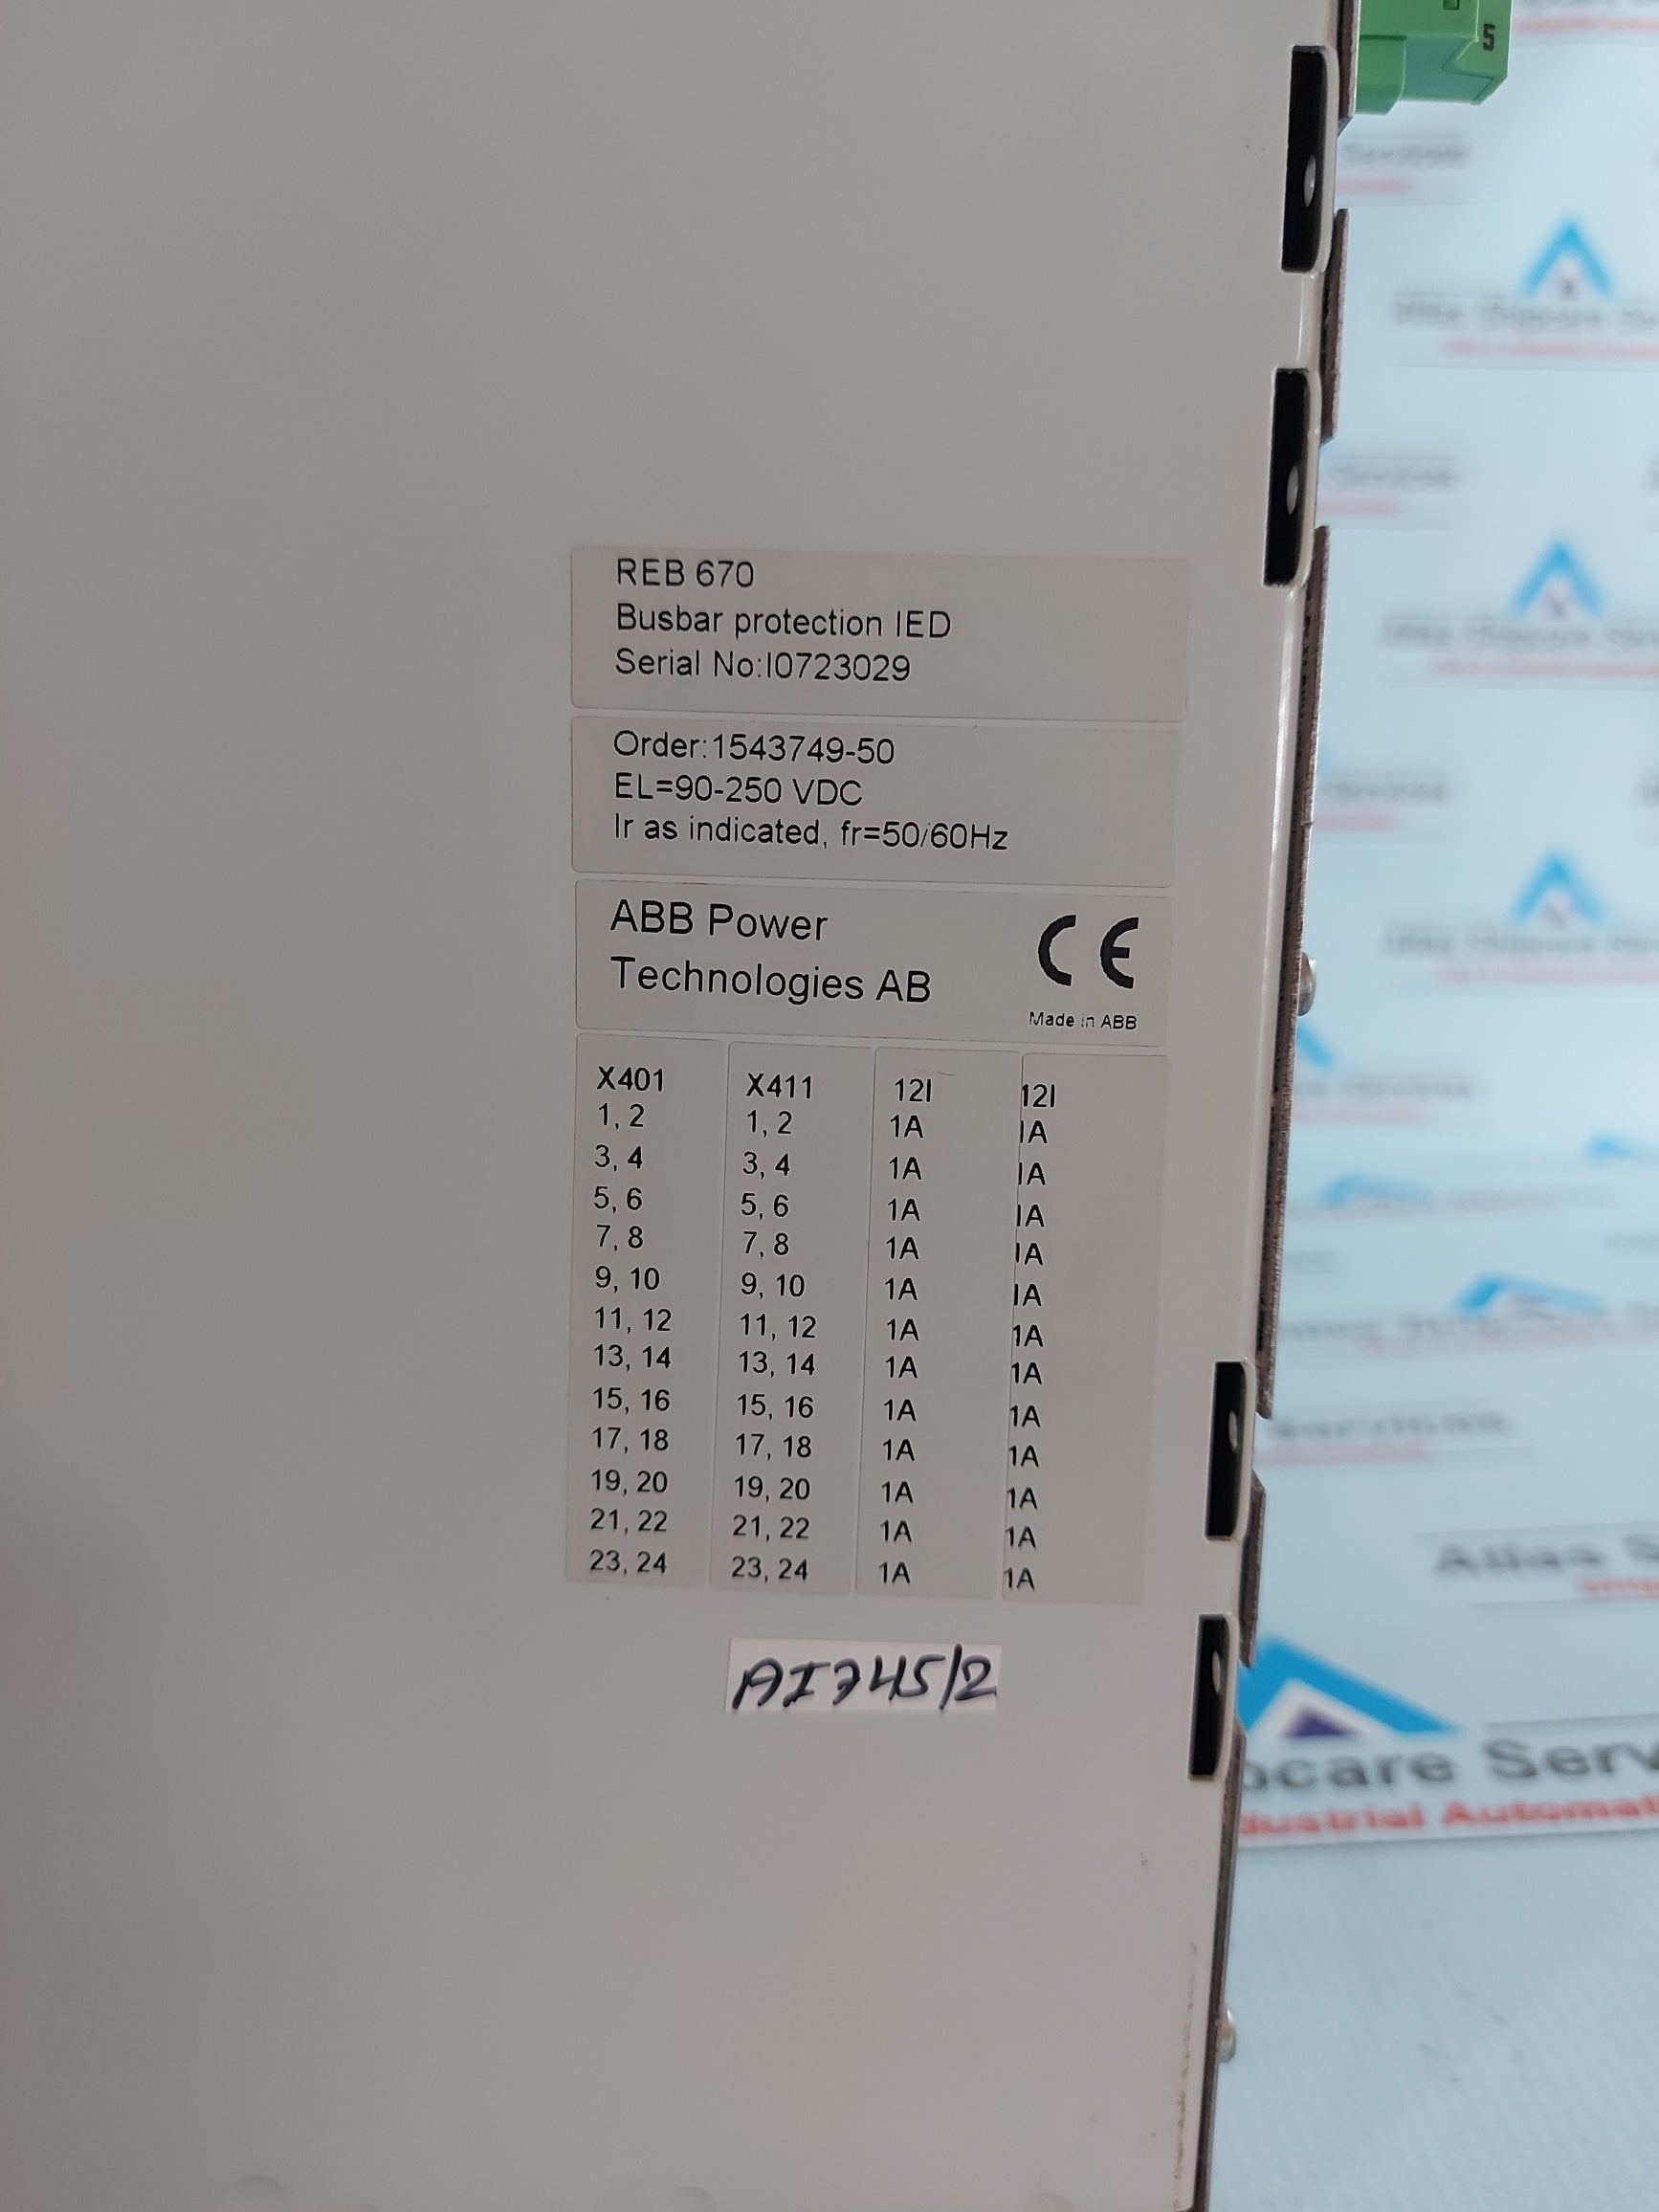 5
REB 670
Busbar protection IED
Serial No:I0723029
Order:1543749-50
EL=90-250 VDC
Ir as indicated, fr=50/60Hz
ABB Power
Technologies AB
CE
Made in ABB
X401 X411 12I 12I
1, 2 1, 2 1A 1A
3, 4 3, 4 1A 1A
5, 6 5, 6 1A 1A
7, 8 7, 8 1A 1A
9, 10 9, 10 1A 1A
11, 12 11, 12 1A 1A
13, 14 13, 14 1A 1A
15, 16 15, 16 1A 1A
17, 18 17, 18 1A 1A
19, 20 19, 20 1A 1A
21, 22 21, 22 1A 1A
23, 24 23, 24 1A 1A
AI745/2
Services